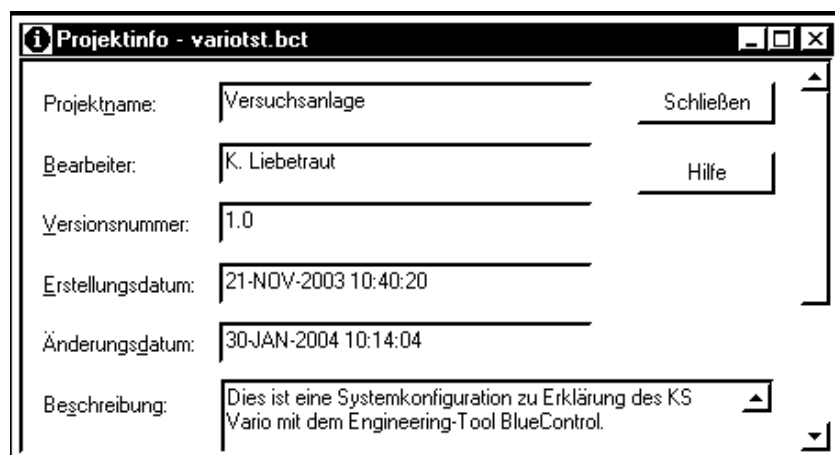 Projektinfo - variotst.bct
Projektname: Versuchsanlage Schließen
Bearbeiter: K. Liebetraut Hilfe
Versionsnummer: 1.0
Erstellungsdatum: 21-NOV-2003 10:40:20
Änderungsdatum: 30-JAN-2004 10:14:04
Beschreibung: Dies ist eine Systemkonfiguration zu Erklärung des KS
Vario mit dem Engineering-Tool BlueControl.